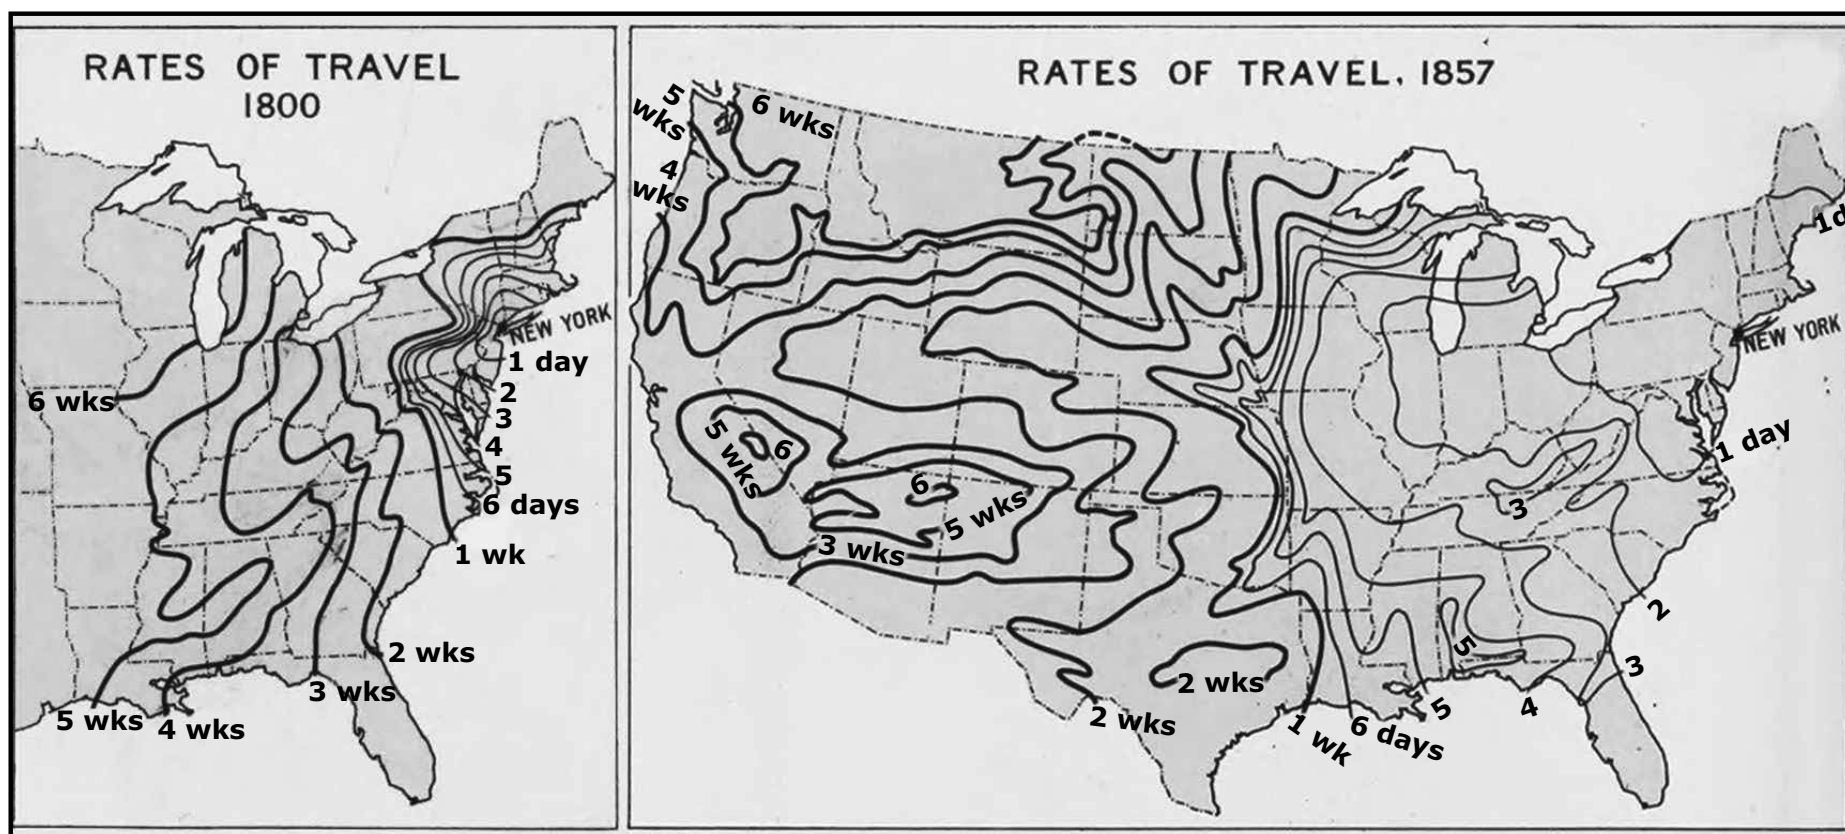 RATES OF TRAVEL
1800
NEW YORK
1 day
2
3
4
5
6 days
1 wk
2 wks
3 wks
4 wks
5 wks
6 wks
RATES OF TRAVEL, 1857
5
wks
6 wks
4
wks
1d
NEW YORK
1 day
5 wks
6
6
5 wks
3 wks
3
2
5
3
4
5
6 days
1 wk
2 wks
2 wks